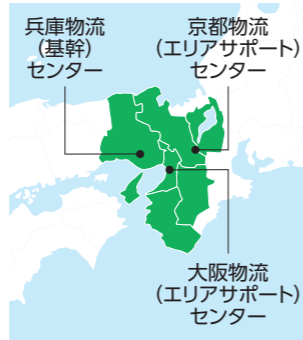 兵庫物流
(基幹)
センター
京都物流
(エリアサポート)
センター
大阪物流
(エリアサポート)
センター